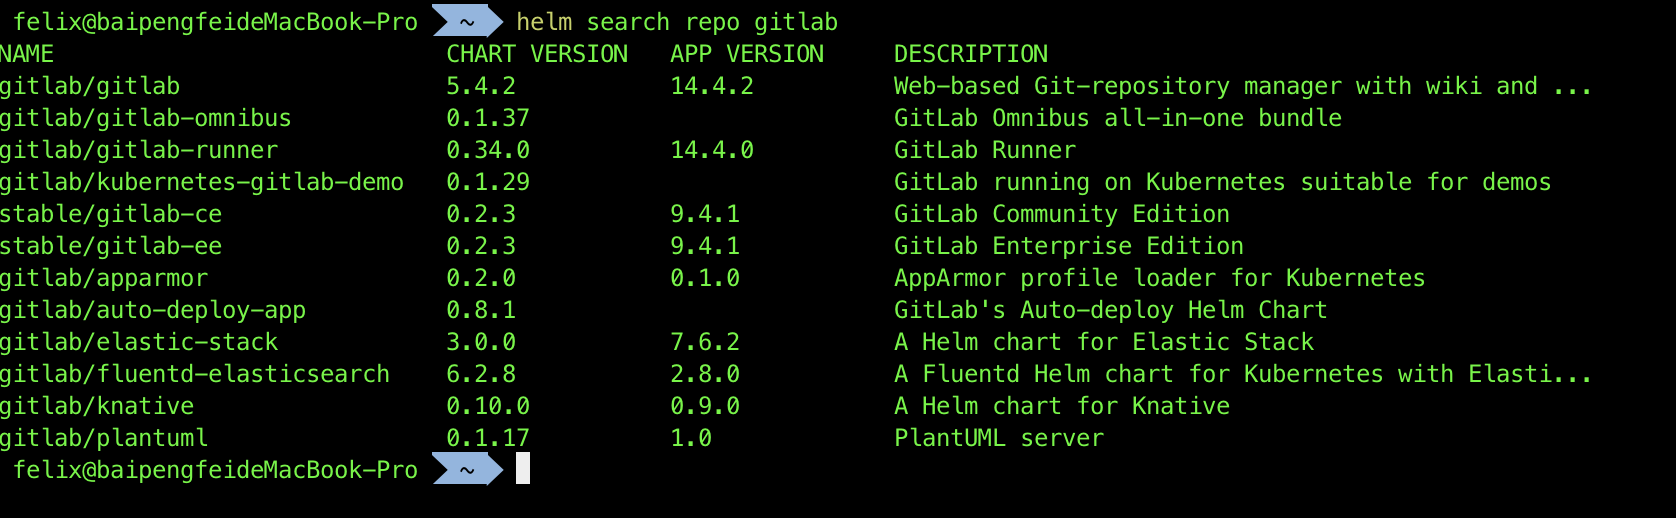 felix@baipengfeideMacBook-Pro ~ helm search repo gitlab
NAME CHART VERSION APP VERSION DESCRIPTION
gitlab/gitlab 5.4.2 14.4.2 Web-based Git-repository manager with wiki and ...
gitlab/gitlab-omnibus 0.1.37 GitLab Omnibus all-in-one bundle
gitlab/gitlab-runner 0.34.0 14.4.0 GitLab Runner
gitlab/kubernetes-gitlab-demo 0.1.29 GitLab running on Kubernetes suitable for demos
stable/gitlab-ce 0.2.3 9.4.1 GitLab Community Edition
stable/gitlab-ee 0.2.3 9.4.1 GitLab Enterprise Edition
gitlab/apparmor 0.2.0 0.1.0 AppArmor profile loader for Kubernetes
gitlab/auto-deploy-app 0.8.1 GitLab's Auto-deploy Helm Chart
gitlab/elastic-stack 3.0.0 7.6.2 A Helm chart for Elastic Stack
gitlab/fluentd-elasticsearch 6.2.8 2.8.0 A Fluentd Helm chart for Kubernetes with Elasti...
gitlab/knative 0.10.0 0.9.0 A Helm chart for Knative
gitlab/plantuml 0.1.17 1.0 PlantUML server
felix@baipengfeideMacBook-Pro ~